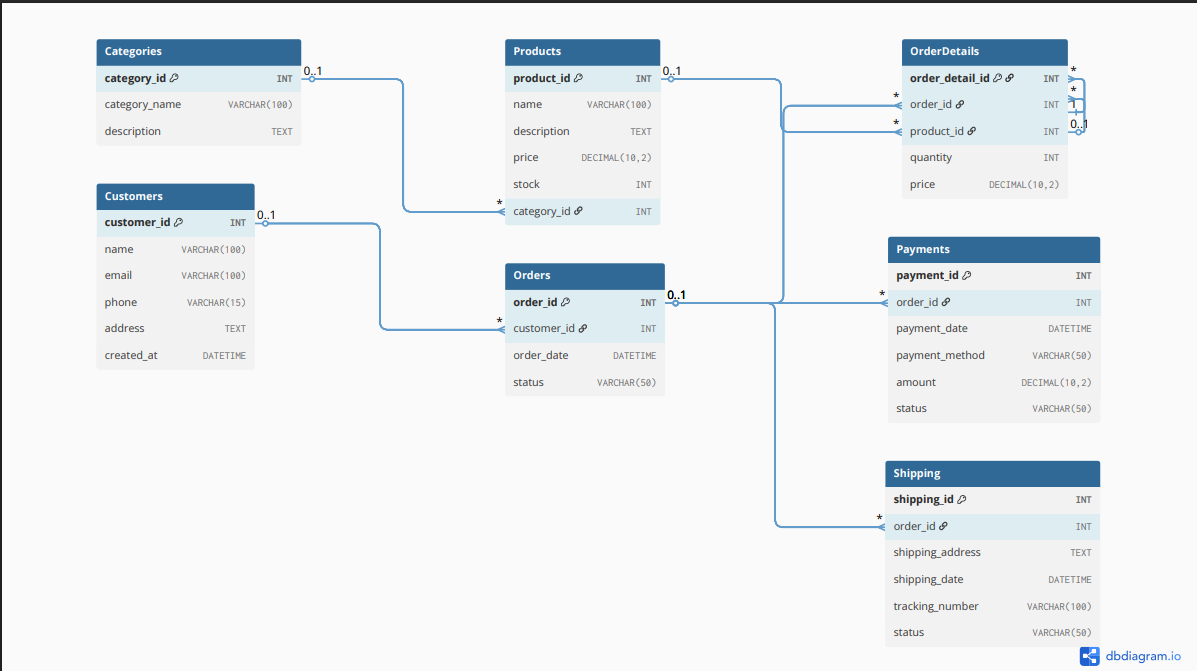 Categories
category_id INT
category_name VARCHAR(100)
description TEXT
0..1
Customers
customer_id INT
name VARCHAR(100)
email VARCHAR(100)
phone VARCHAR(15)
address TEXT
created_at DATETIME
0..1
Products
product_id INT
name VARCHAR(100)
description TEXT
price DECIMAL(10,2)
stock INT
* category_id INT
0..1
Orders
order_id INT
* customer_id INT
order_date DATETIME
status VARCHAR(50)
0..1
OrderDetails
order_detail_id INT *
* order_id INT *
1
* product_id INT 0..1
quantity INT
price DECIMAL(10,2)
Payments
payment_id INT
* order_id INT
payment_date DATETIME
payment_method VARCHAR(50)
amount DECIMAL(10,2)
status VARCHAR(50)
Shipping
shipping_id INT
* order_id INT
shipping_address TEXT
shipping_date DATETIME
tracking_number VARCHAR(100)
status VARCHAR(50)
dbdiagram.io